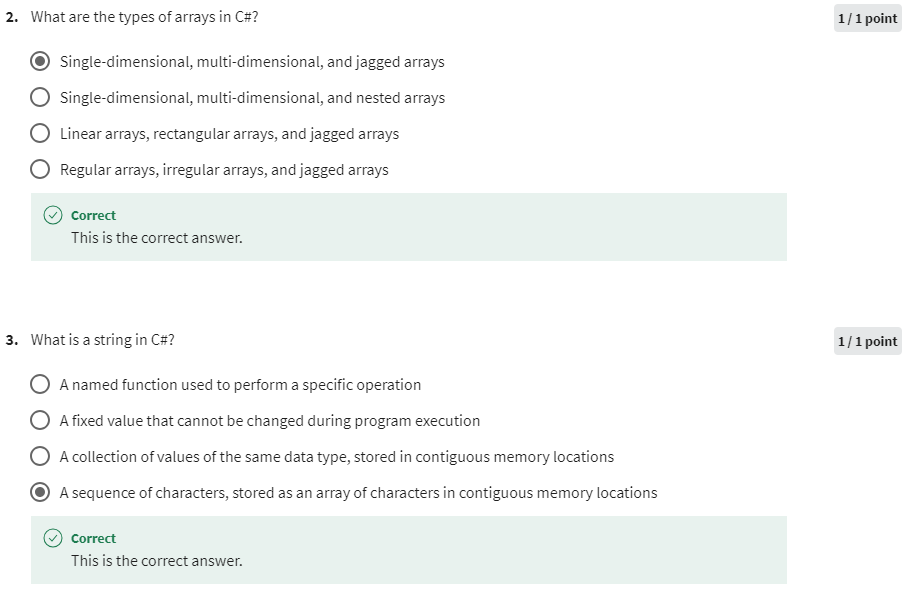 2. What are the types of arrays in C#?
1 / 1 point
Single-dimensional, multi-dimensional, and jagged arrays
Single-dimensional, multi-dimensional, and nested arrays
Linear arrays, rectangular arrays, and jagged arrays
Regular arrays, irregular arrays, and jagged arrays
Correct
This is the correct answer.
3. What is a string in C#?
1 / 1 point
A named function used to perform a specific operation
A fixed value that cannot be changed during program execution
A collection of values of the same data type, stored in contiguous memory locations
A sequence of characters, stored as an array of characters in contiguous memory locations
Correct
This is the correct answer.